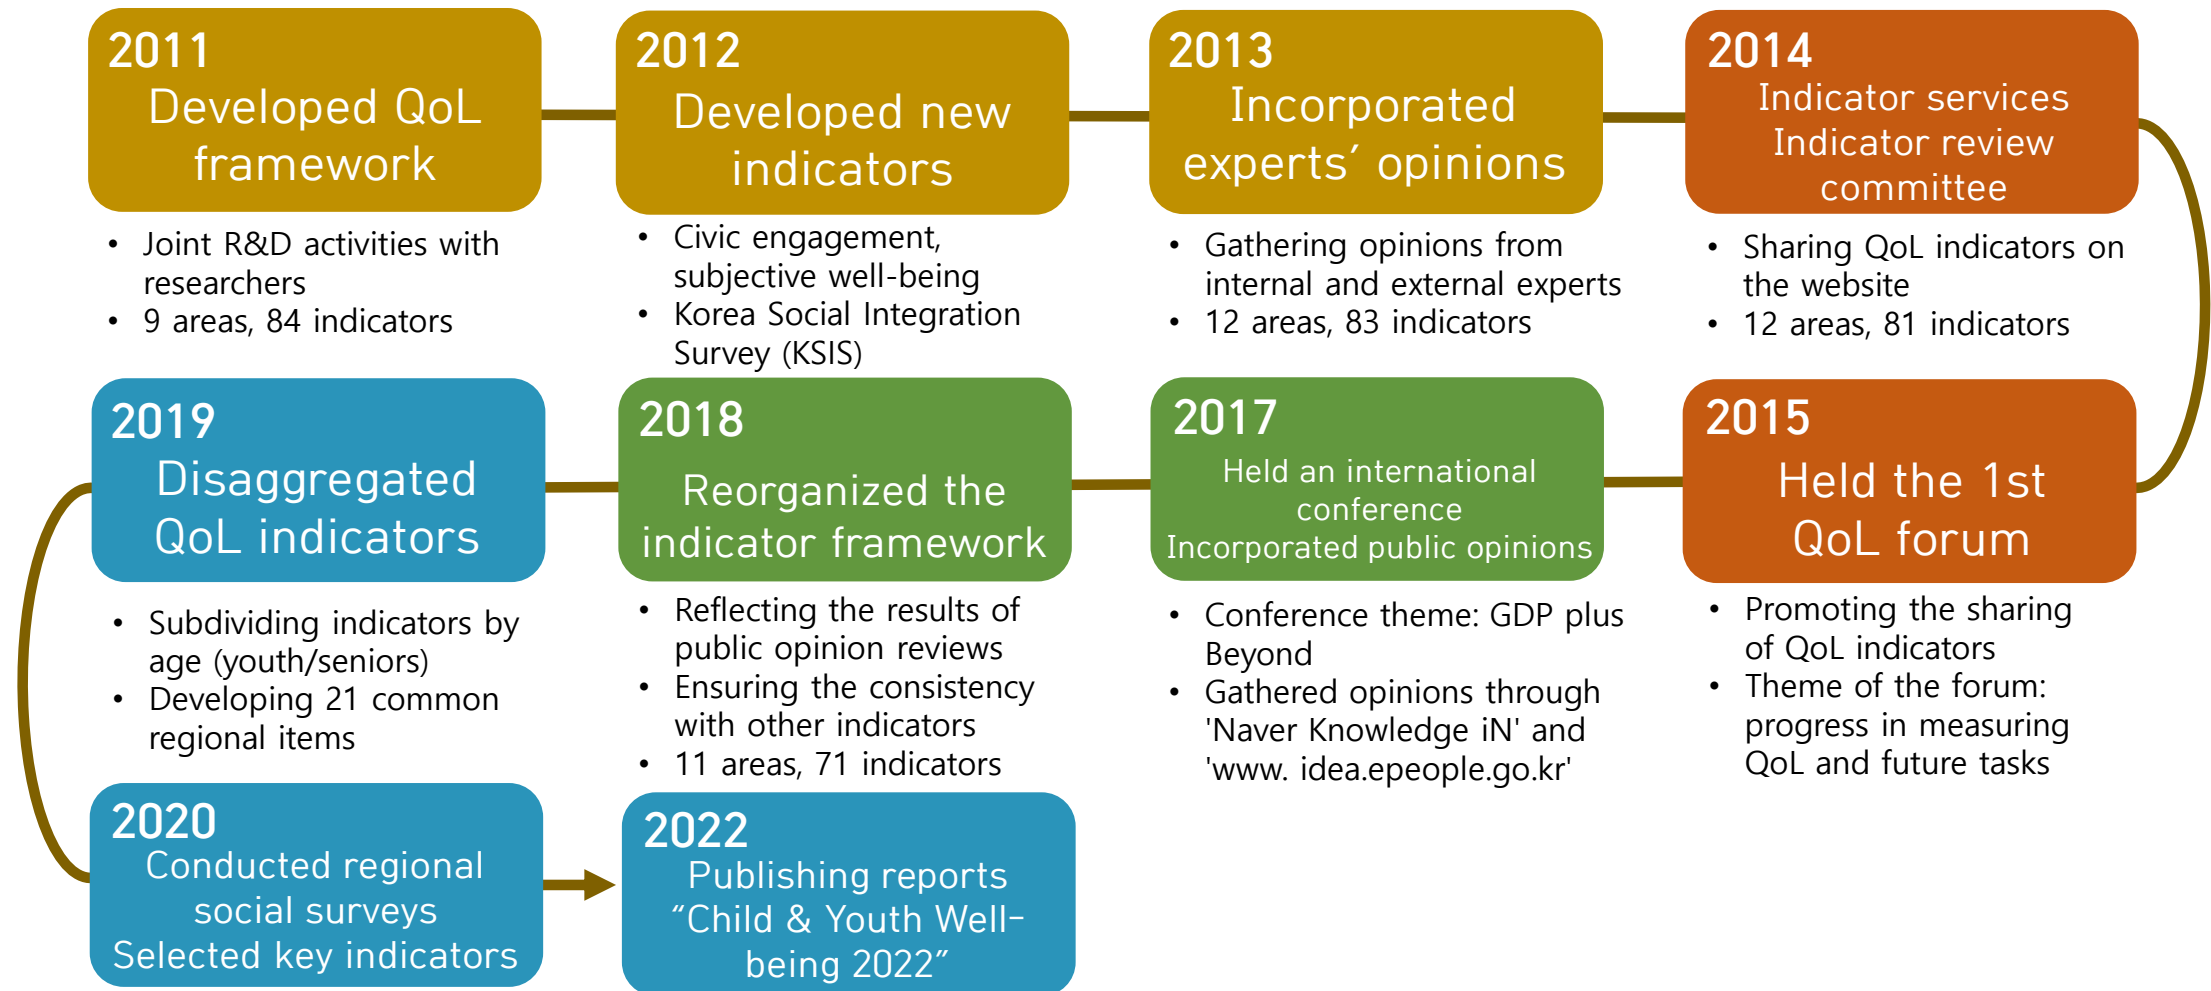 2011
Developed QoL
framework
• Joint R&D activities with
researchers
• 9 areas, 84 indicators
2012
Developed new
indicators
• Civic engagement,
subjective well-being
• Korea Social Integration
Survey (KSIS)
2013
Incorporated
experts´ opinions
• Gathering opinions from
internal and external experts
• 12 areas, 83 indicators
2014
Indicator services
Indicator review
committee
• Sharing QoL indicators on
the website
• 12 areas, 81 indicators
2015
Held the 1st
QoL forum
• Promoting the sharing
of QoL indicators
• Theme of the forum:
progress in measuring
QoL and future tasks
2017
Held an international
conference
Incorporated public opinions
• Conference theme: GDP plus
Beyond
• Gathered opinions through
'Naver Knowledge iN' and
'www. idea.epeople.go.kr'
2018
Reorganized the
indicator framework
• Reflecting the results of
public opinion reviews
• Ensuring the consistency
with other indicators
• 11 areas, 71 indicators
2019
Disaggregated
QoL indicators
• Subdividing indicators by
age (youth/seniors)
• Developing 21 common
regional items
2020
Conducted regional
social surveys
Selected key indicators
2022
Publishing reports
“Child & Youth Well-
being 2022”